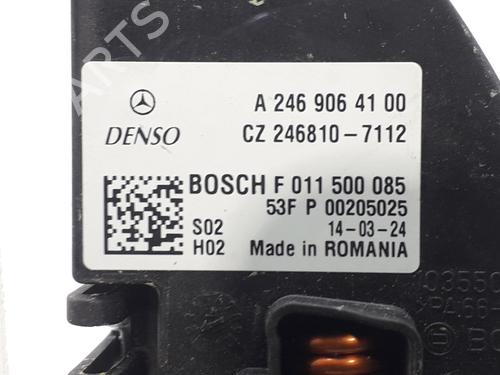 PARTS
A 246 906 41 00
DENSO CZ 246810-7112
BOSCH F 011 500 085
53F P 00205025
S02 14-03-24
H02 Made in ROMANIA